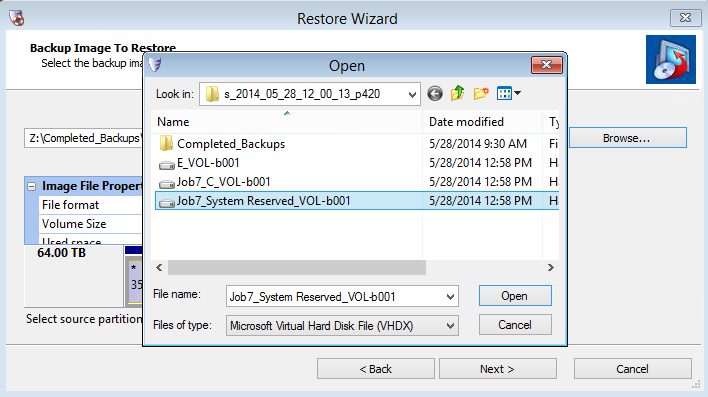 Restore Wizard
Backup Image To Restore
Select the backup
Open
Look in: s_2014_05_28_12_00_13_p420
Name Date modified
Completed_Backups 5/28/2014 9:30 AM
E_VOL-b001 5/28/2014 12:58 PM
Job7_C_VOL-b001 5/28/2014 12:58 PM
Job7_System Reserved_VOL-b001 5/28/2014 12:58 PM
File name: Job7_System Reserved_VOL-b001 Open
Files of type: Microsoft Virtual Hard Disk File (VHDX) Cancel
Z:\Completed_Backups\ Browse...
Image File Proper
File format
Volume Size
Used space
64.00 TB
*
35
Select source partition
< Back Next > Cancel